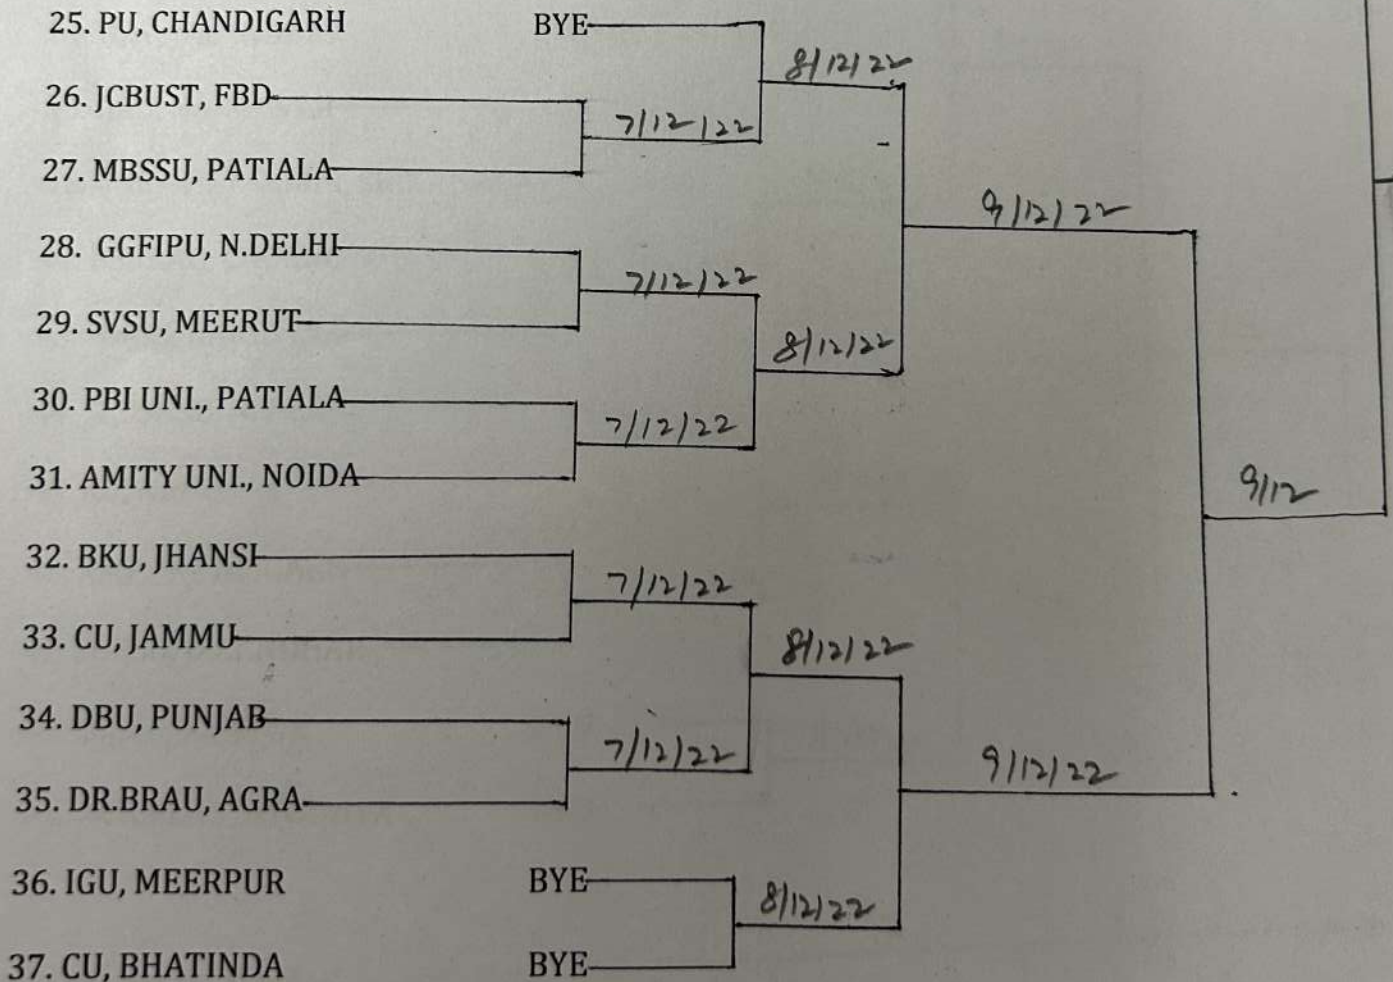 25. PU, CHANDIGARH BYE
8/12/22
26. JCBUST, FBD
7/12/22
27. MBSSU, PATIALA
9/12/22
28. GGFIPU, N.DELHI
7/12/22
29. SVSU, MEERUT
8/12/22
30. PBI UNI., PATIALA
7/12/22
31. AMITY UNI., NOIDA
9/12
32. BKU, JHANSI
7/12/22
33. CU, JAMMU
8/12/22
34. DBU, PUNJAB
7/12/22
9/12/22
35. DR.BRAU, AGRA
36. IGU, MEERPUR BYE
8/12/22
37. CU, BHATINDA BYE